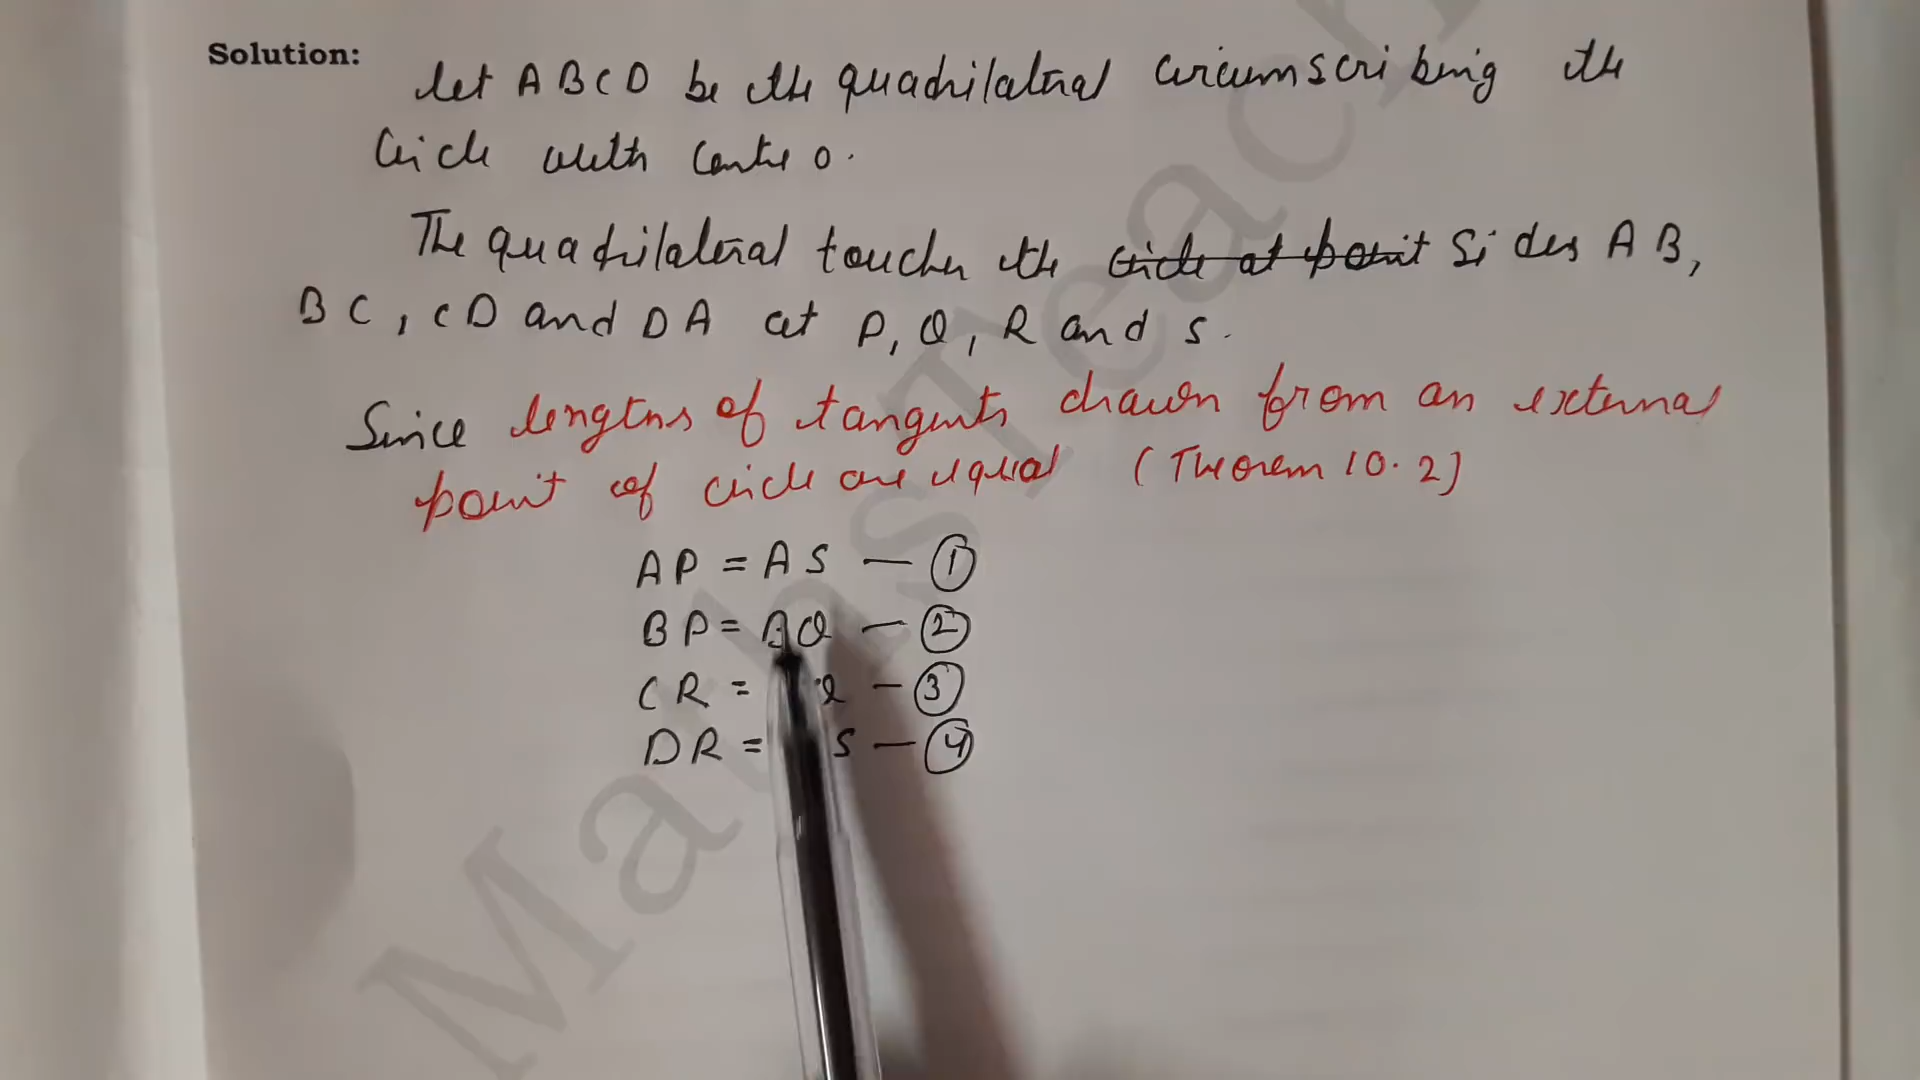 Solution:
Let ABCD be the quadrilateral circumscribing the
circle with centre O.
The quadrilateral touches the circle at point Sides AB,
BC, CD and DA at P, Q, R and S.
Since lengths of tangents drawn from an external
point of circle are equal (Theorem 10.2)
AP = AS — ①
BP = BQ — ②
CR = Q — ③
DR = S — ④
Maths Teach